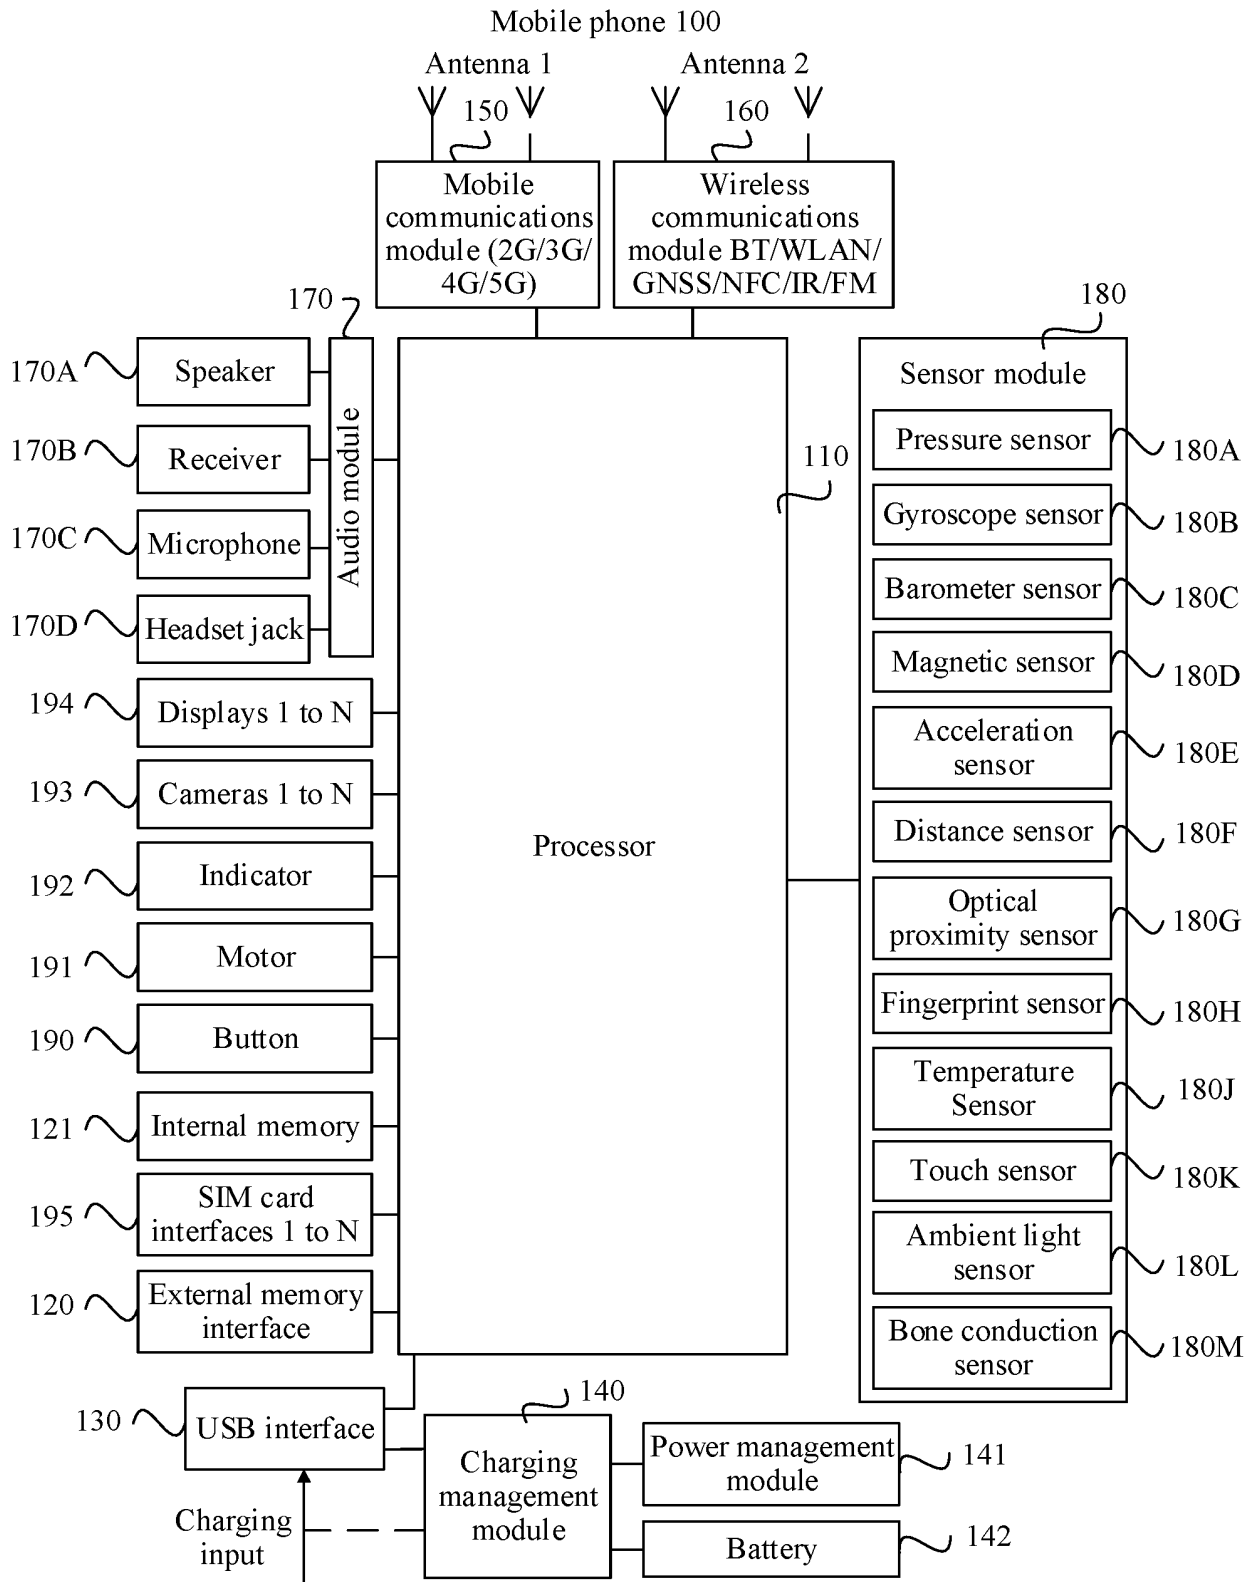 Mobile phone 100
Antenna 1
Antenna 2
150
160
Mobile
communications
module (2G/3G/
4G/5G)
Wireless
communications
module BT/WLAN/
GNSS/NFC/IR/FM
170
180
170A
Speaker
170B
Receiver
170C
Microphone
170D
Headset jack
Audio module
194
Displays 1 to N
193
Cameras 1 to N
192
Indicator
191
Motor
190
Button
121
Internal memory
195
SIM card
interfaces 1 to N
120
External memory
interface
110
Processor
Sensor module
Pressure sensor
180A
Gyroscope sensor
180B
Barometer sensor
180C
Magnetic sensor
180D
Acceleration
sensor
180E
Distance sensor
180F
Optical
proximity sensor
180G
Fingerprint sensor
180H
Temperature
Sensor
180J
Touch sensor
180K
Ambient light
sensor
180L
Bone conduction
sensor
180M
130
USB interface
140
Charging
management
module
Power management
module
141
Charging
input
Battery
142